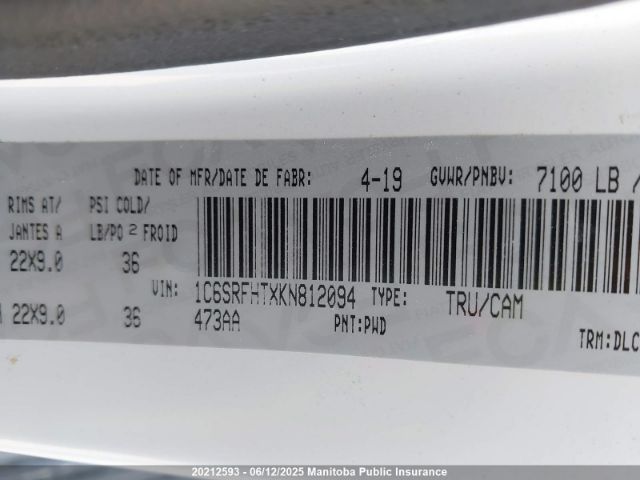 DATE OF MFR/DATE DE FABR: 4-19 GVWR/PNBV: 7100 LB /
RIMS AT/ PSI COLD/
JANTES A LB/PO 2 FROID
22X9.0 36
VIN: 1C6SRFHTXKN812094 TYPE: TRU/CAM
22X9.0 36 473AA PNT:PWD
TRM:DLC
20212593 - 06/12/2025 Manitoba Public Insurance